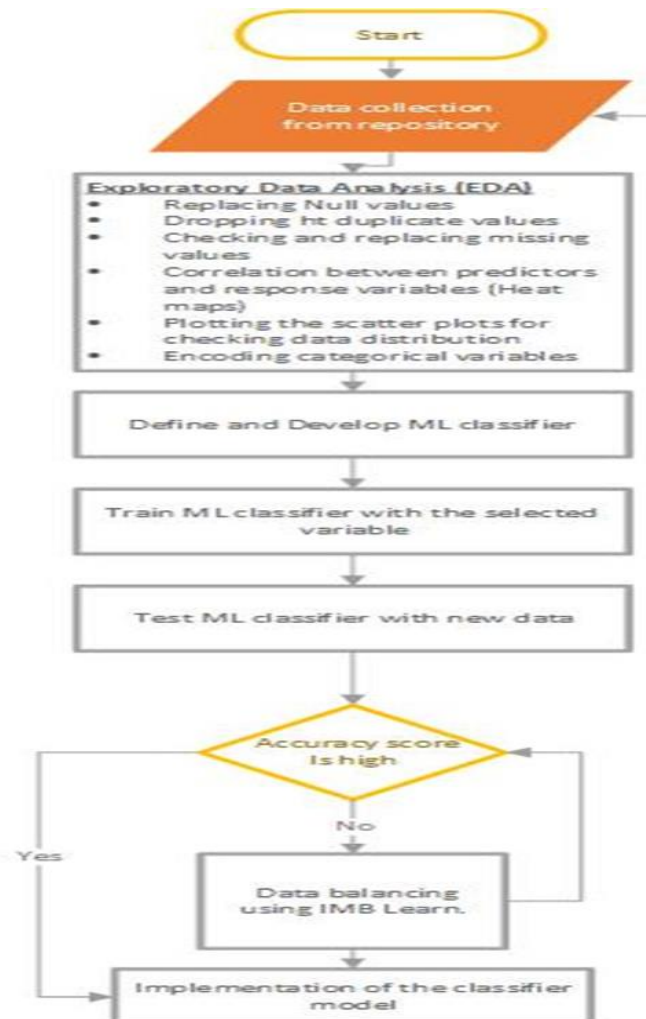 Start
Data collection
from repository
Exploratory Data Analysis (EDA)
• Replacing Null values
• Dropping ht duplicate values
• Checking and replacing missing
values
• Correlation between predictors
and response variables (Heat
maps)
• Plotting the scatter plots for
checking data distribution
• Encoding categorical variables
Define and Develop ML classifier
Train ML classifier with the selected
variable
Test ML classifier with new data
Accuracy score
Is high
No
Yes
Data balancing
using IMB Learn.
Implementation of the classifier
model